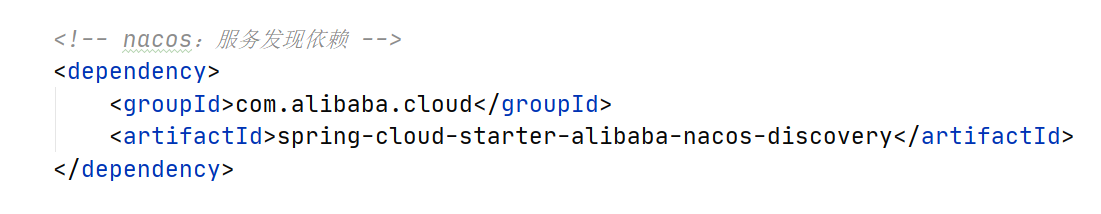 <!-- nacos：服务发现依赖 -->
<dependency>
<groupId>com.alibaba.cloud</groupId>
<artifactId>spring-cloud-starter-alibaba-nacos-discovery</artifactId>
</dependency>